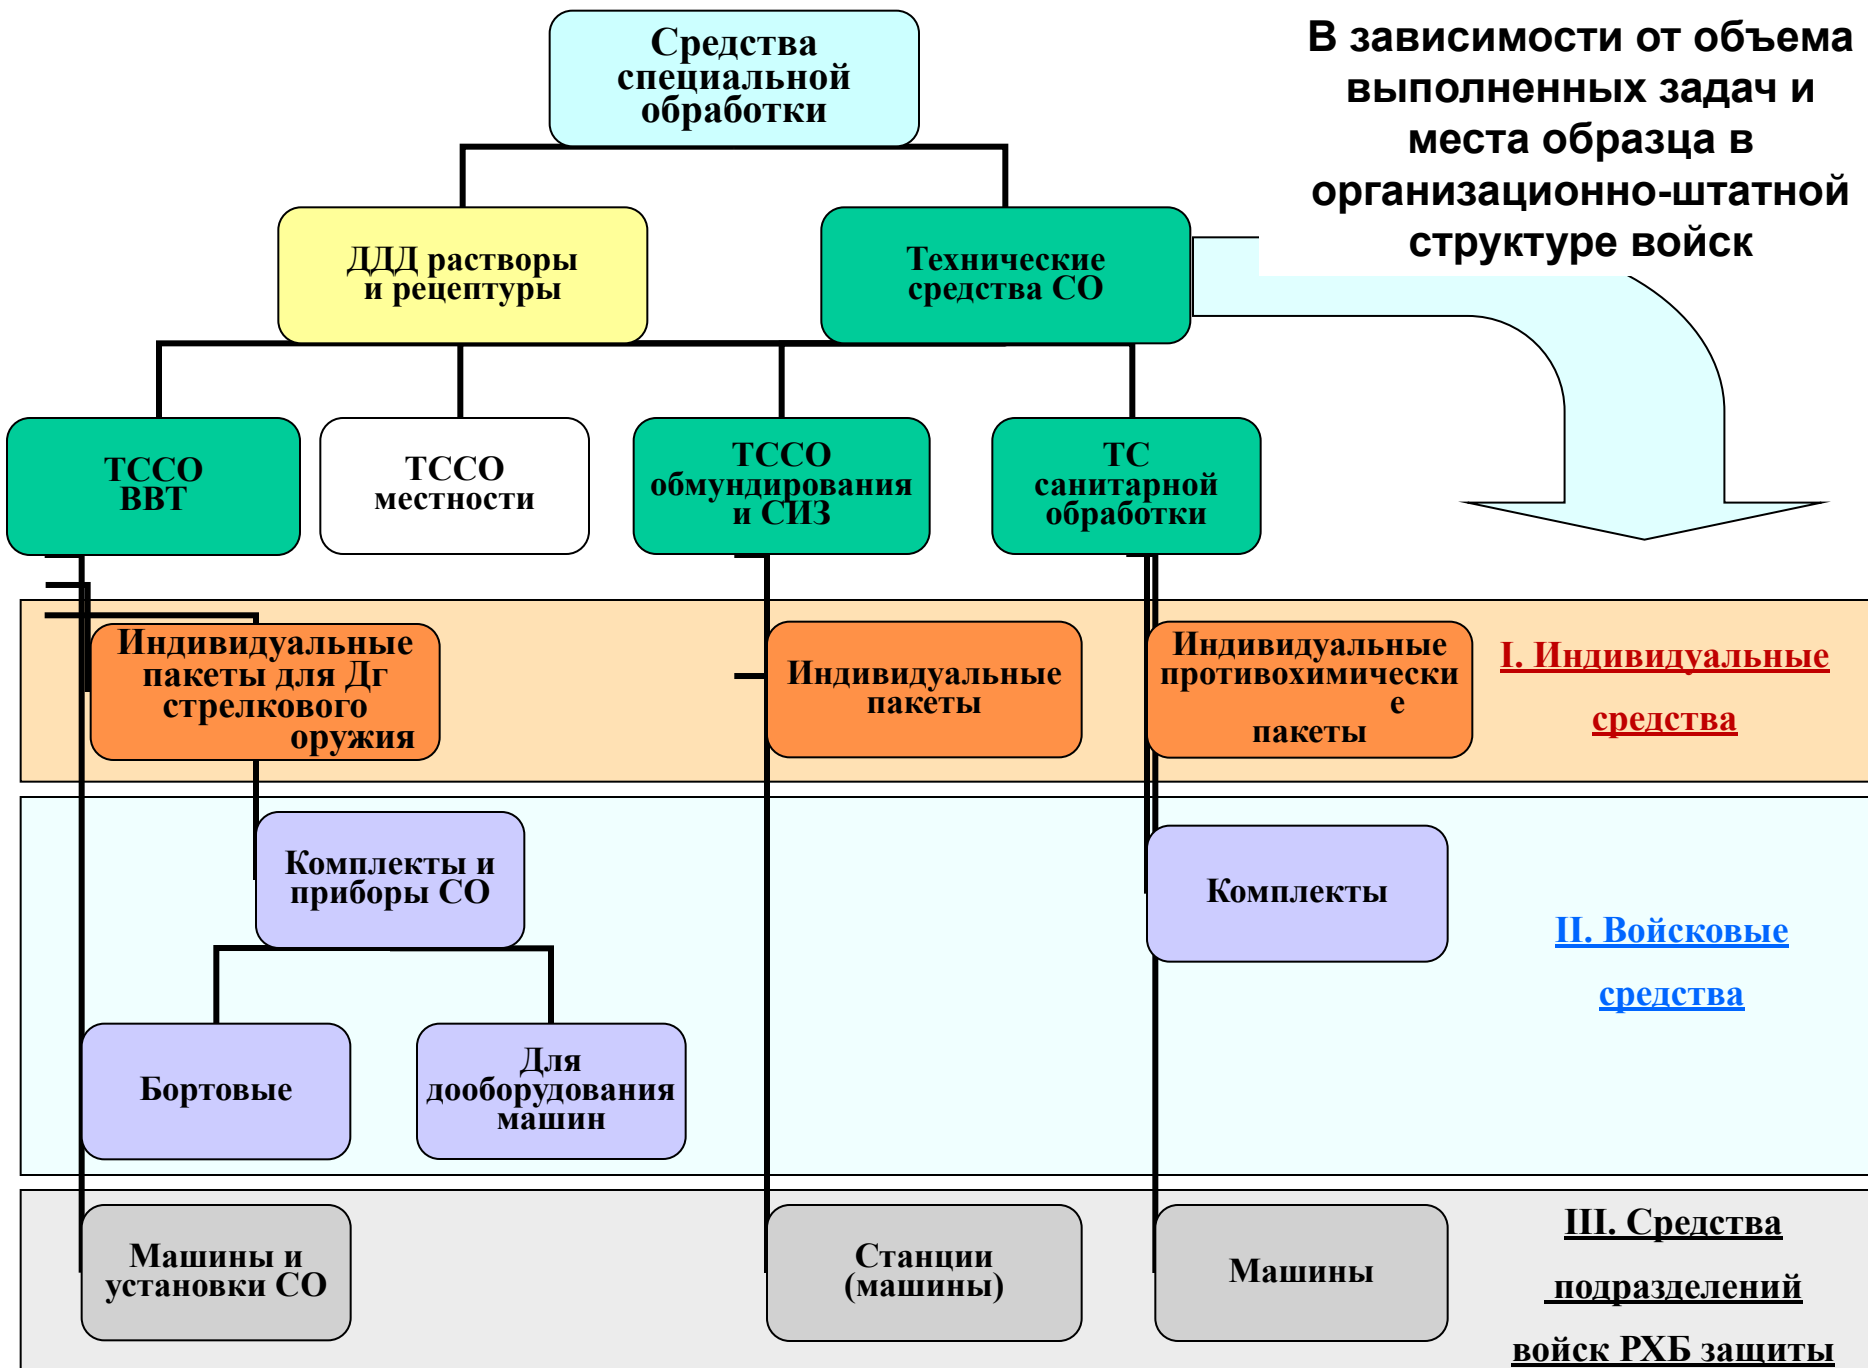 Средства
специальной
обработки
В зависимости от объема
выполненных задач и
места образца в
организационно-штатной
структуре войск
ДДД растворы
и рецептуры
Технические
средства СО
ТССО
ВВТ
ТССО
местности
ТССО
обмундирования
и СИЗ
ТС
санитарной
обработки
Индивидуальные
пакеты для Дг
стрелкового
оружия
Индивидуальные
пакеты
Индивидуальные
противохимически
е
пакеты
I. Индивидуальные
средства
Комплекты и
приборы СО
Комплекты
II. Войсковые
средства
Бортовые
Для
дооборудования
машин
Машины и
установки СО
Станции
(машины)
Машины
III. Средства
подразделений
войск РХБ защиты